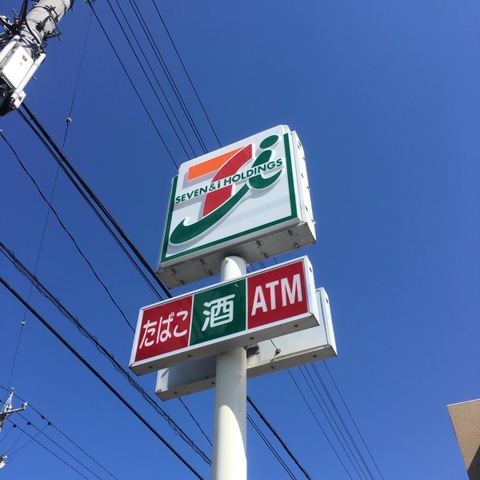 SEVEN&i HOLDINGS
たばこ 酒 ATM